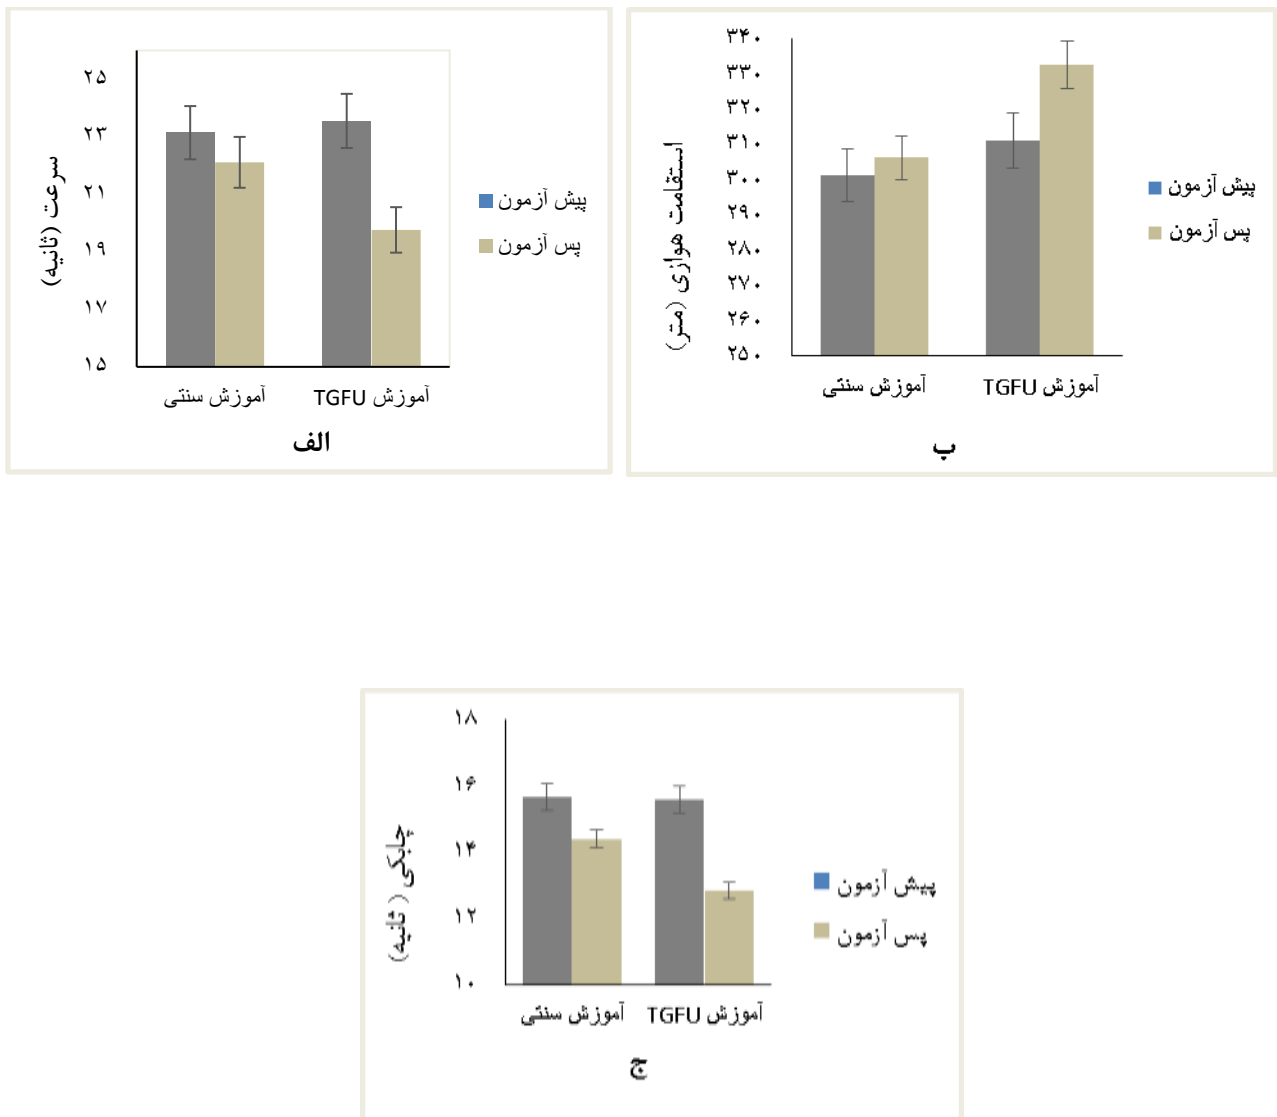 ۲۵
۲۳
۲۱
۱۹
۱۷
۱۵
سرعت (ثانیه)
آموزش سنتی
آموزش TGFU
پیش آزمون
پس آزمون
الف
۳۴۰
۳۳۰
۳۲۰
۳۱۰
۳۰۰
۲۹۰
۲۸۰
۲۷۰
۲۶۰
۲۵۰
استقامت هوازی (متر)
آموزش سنتی
آموزش TGFU
پیش آزمون
پس آزمون
پ
۱۸
۱۶
۱۴
۱۲
۱۰
چابکی ( ثانیه)
آموزش سنتی
آموزش TGFU
پیش آزمون
پس آزمون
ج